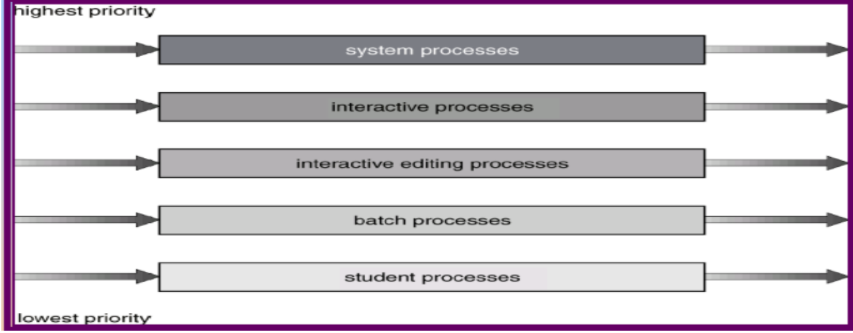 highest priority
system processes
interactive processes
interactive editing processes
batch processes
student processes
lowest priority